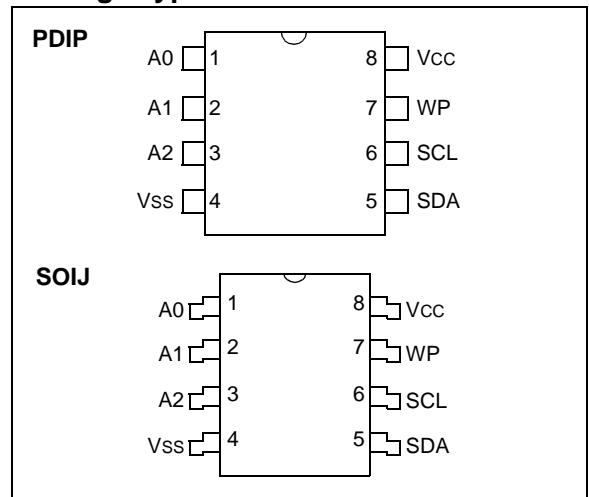 PDIP
A0 1 8 VCC
A1 2 7 WP
A2 3 6 SCL
VSS 4 5 SDA
SOIJ
A0 1 8 VCC
A1 2 7 WP
A2 3 6 SCL
VSS 4 5 SDA